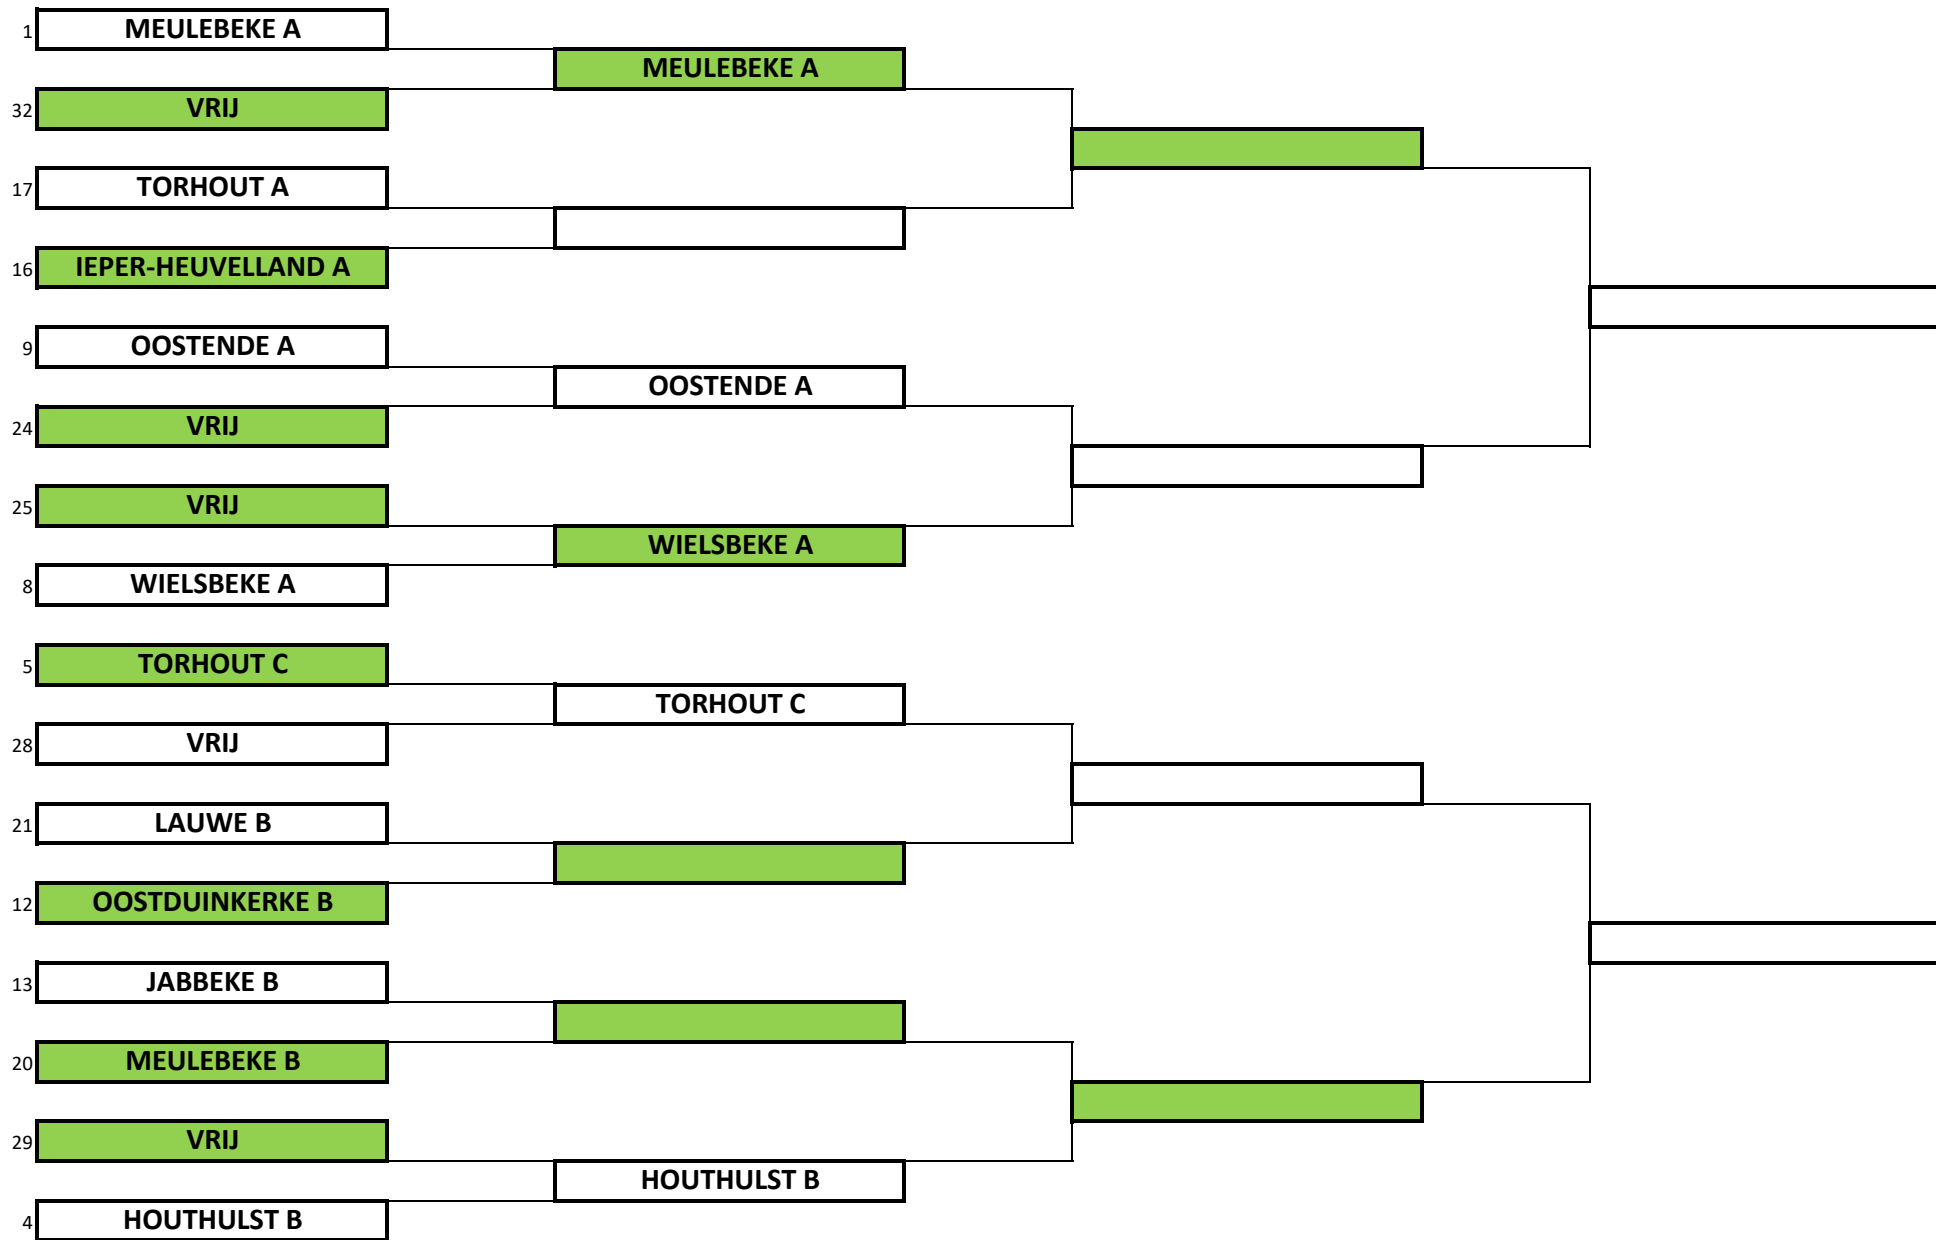 1 MEULEBEKE A
MEULEBEKE A
32 VRIJ
17 TORHOUT A
16 IEPER-HEUVELLAND A
9 OOSTENDE A
OOSTENDE A
24 VRIJ
25 VRIJ
WIELSBEKE A
8 WIELSBEKE A
5 TORHOUT C
TORHOUT C
28 VRIJ
21 LAUWE B
12 OOSTDUINKERKE B
13 JABBEKE B
20 MEULEBEKE B
29 VRIJ
HOUTHULST B
4 HOUTHULST B